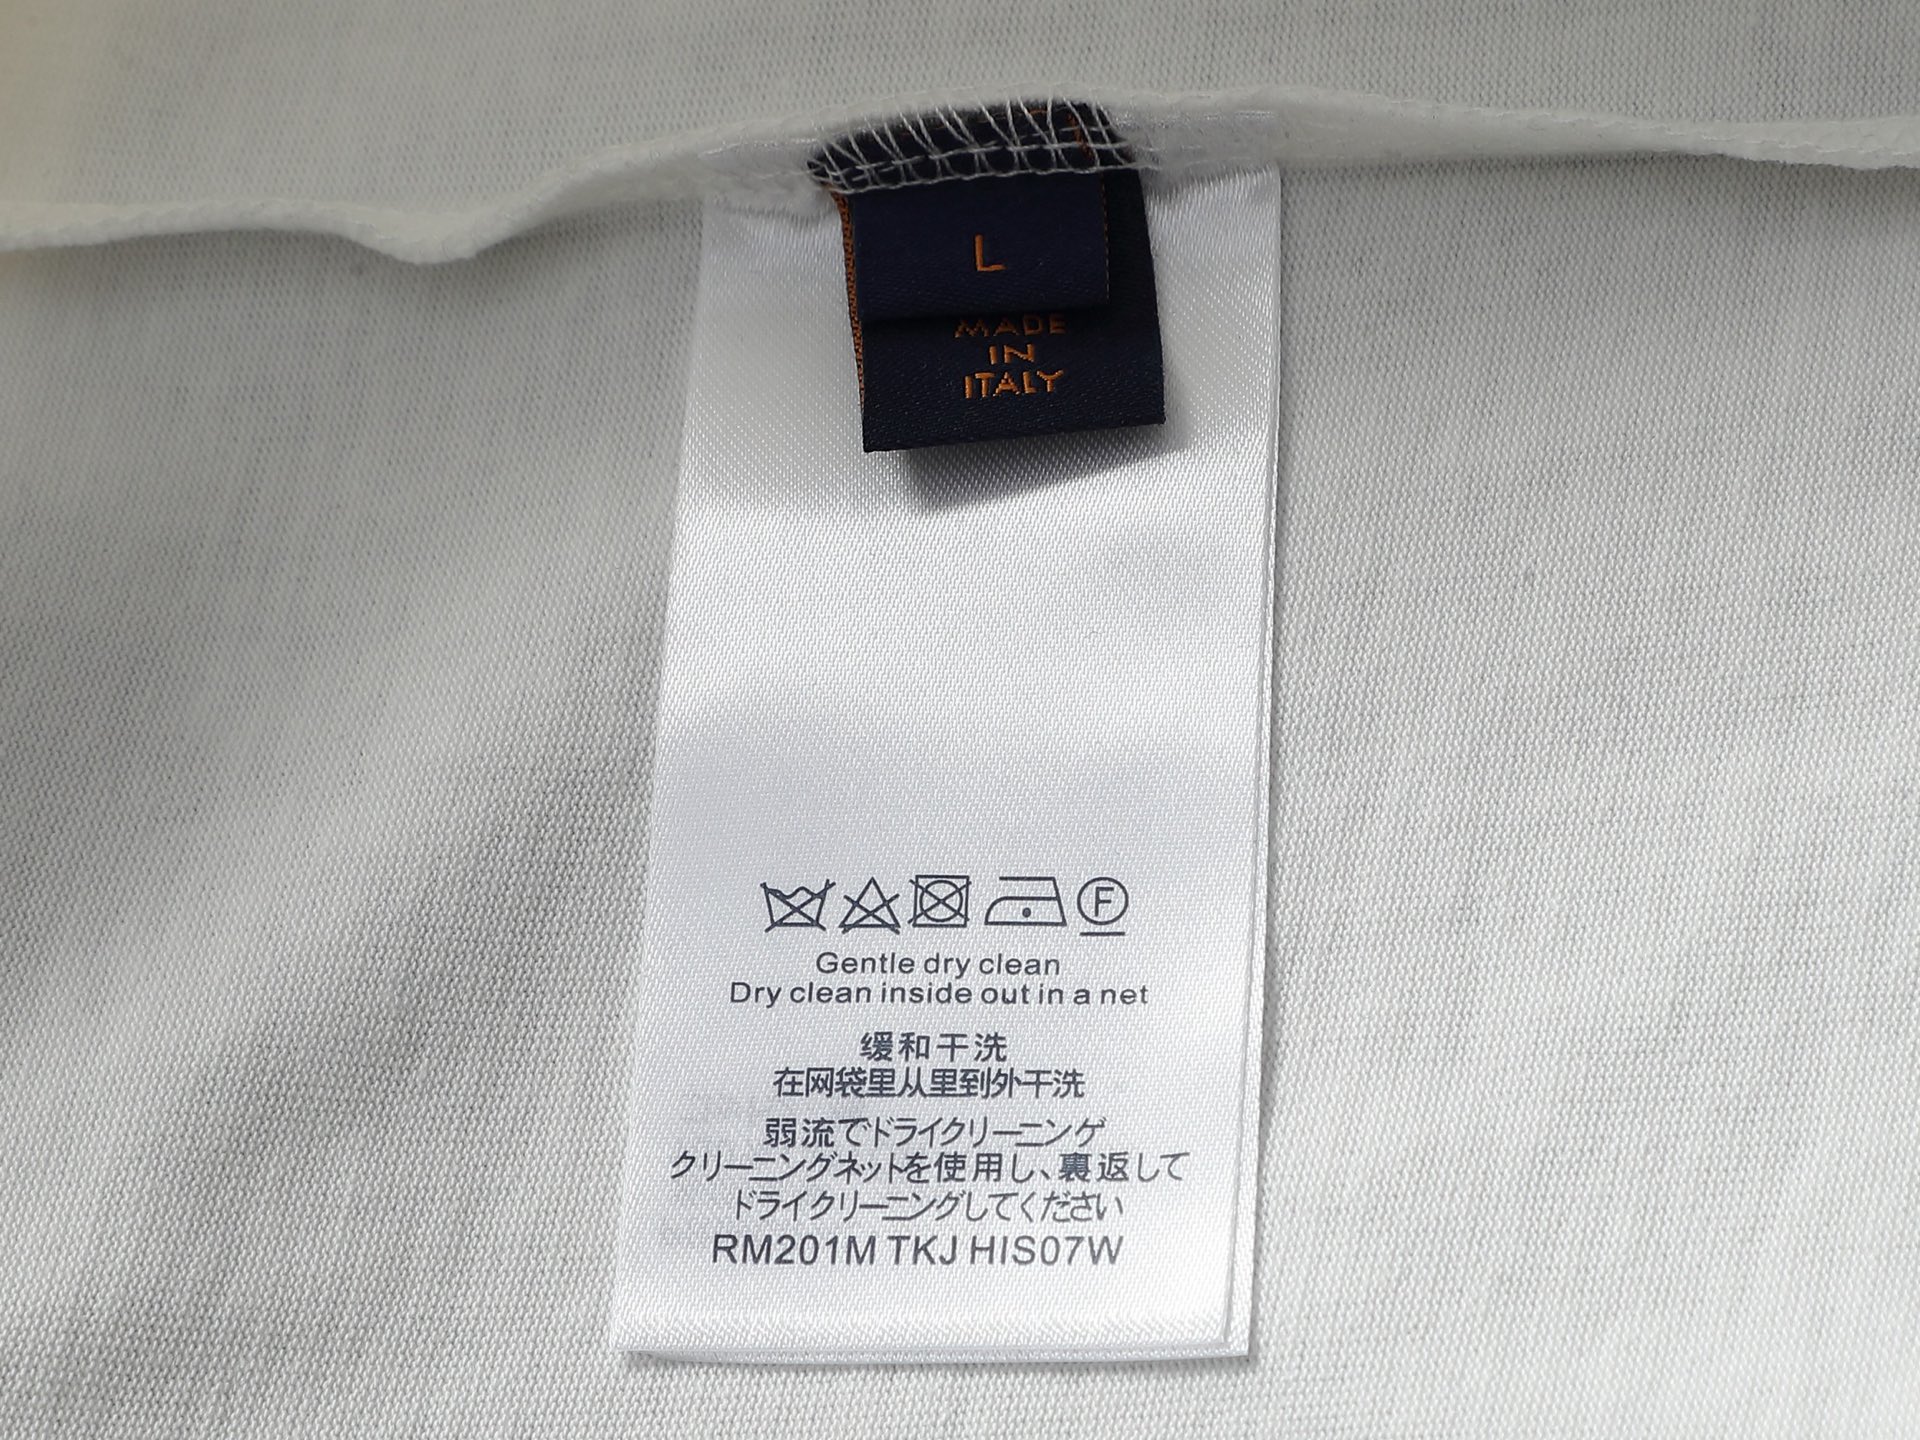 L
MADE
IN
ITALY
F
Gentle dry clean
Dry clean inside out in a net
缓和干洗
在网袋里从里到外干洗
弱流でドライクリーニング
クリーニングネットを使用し、裏返して
ドライクリーニングしてください
RM201M TKJ HIS07W